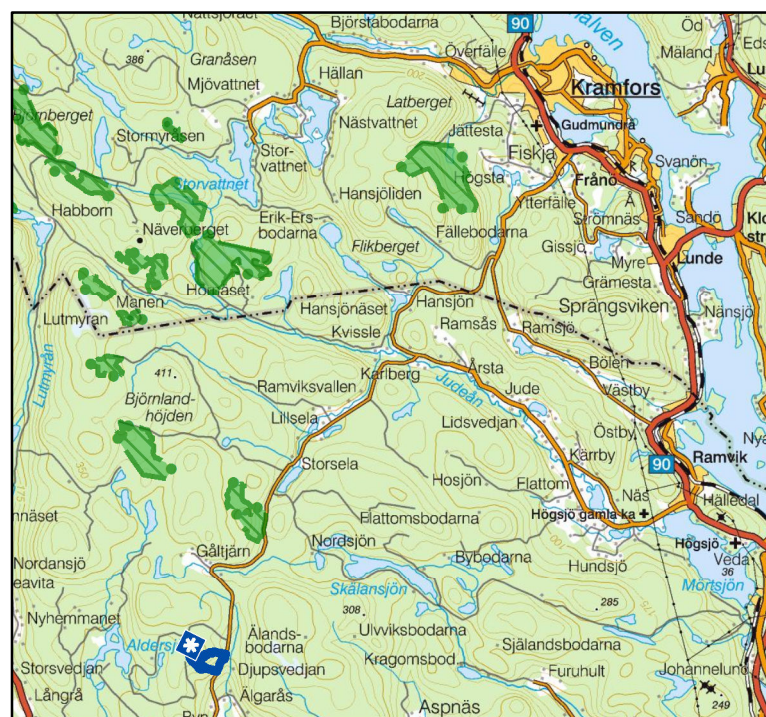 Nättsjörået
Björstabodarna
90
386
Granåsen
Mjövattnet
Hällan
Överfälle
200
Öd
Mäland
Kramfors
Björnberget
Stormyråsen
Nästvattnet
Latberget
Jättesta
Gudmundrå
Fiskja
Svanön
Storvattnet
Stor-
vattnet
Habborn
Hansjöliden
Högsta
Frånö
Ytterfälle
Å
Strömnäs
Sandö
Näverberget
Erik-Ers-
bodarna
Fällebodarna
Flikberget
Gissjö
Lunde
Myre
Grämesta
Månen
Hansjönäset
Hansjön
Sprängsviken
Nänsjö
Lutmyran
Kvissle
Ramsås
Ramsjö
Lutmyrån
411
Karlberg
Årsta
Bölen
Björnland-
höjden
Ramviksvallen
Judeån
Jude
Västby
Lillsela
Lidsvedjan
Östby
Kärrby
Ramvik
90
Storsela
Hosjön
Flattom
Näs
Hälledal
Flattomsbodarna
Högsjö gamla ka
Gåltjärn
Nordsjön
Högsjö
Nordansjö
Bybodarna
Hundsjö
Veda
36
Skälansjön
Mörtsjön
Nyhemmanet
308
285
Ålands-
bodarna
Ulvviksbodarna
Själandsbodarna
Storsvedjan
Djupsvedjan
Kragomsbod.
Furuhult
Johannelund
Långrå
Älgarås
Aspnäs
249